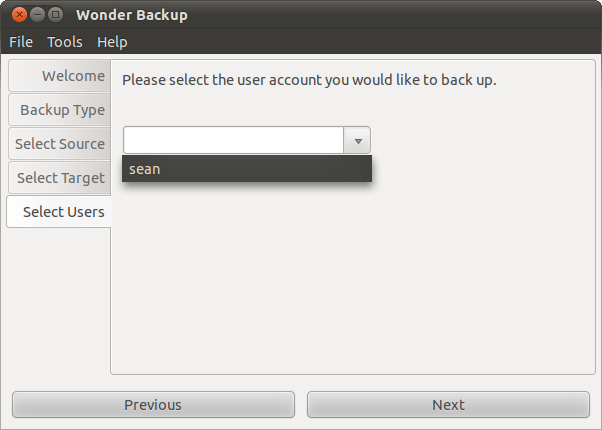 Wonder Backup
File Tools Help
Welcome
Backup Type
Select Source
Select Target
Select Users
Please select the user account you would like to back up.
sean
Previous
Next